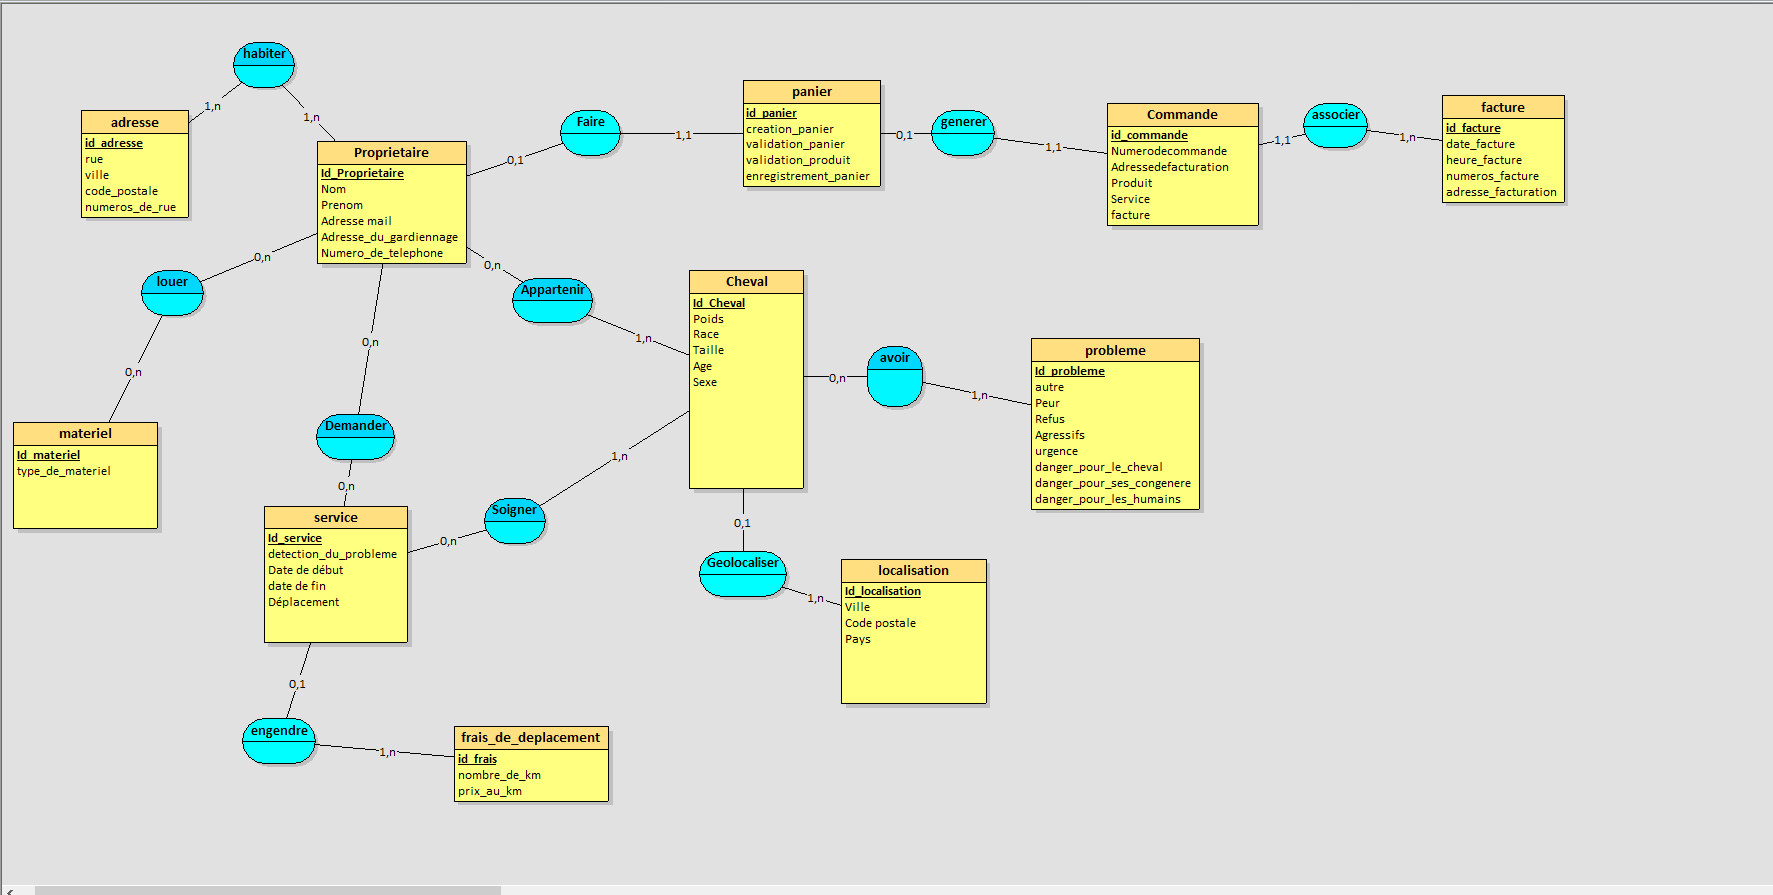 habiter
1,n
1,n
adresse
id_adresse
rue
ville
code_postale
numeros_de_rue
Proprietaire
Id_Proprietaire
Nom
Prenom
Adresse mail
Adresse_du_gardiennage
Numero_de_telephone
0,1
Faire
1,1
panier
id_panier
creation_panier
validation_panier
validation_produit
enregistrement_panier
0,1
generer
1,1
Commande
id_commande
Numerodecommande
Adressedefacturation
Produit
Service
facture
1,1
associer
1,n
facture
id_facture
date_facture
heure_facture
numeros_facture
adresse_facturation
0,n
louer
0,n
materiel
Id_materiel
type_de_materiel
0,n
Demander
0,n
0,n
Appartenir
1,n
Cheval
Id_Cheval
Poids
Race
Taille
Age
Sexe
0,n
avoir
1,n
probleme
Id_probleme
autre
Peur
Refus
Agressifs
urgence
danger_pour_le_cheval
danger_pour_ses_congenere
danger_pour_les_humains
1,n
Soigner
0,n
service
Id_service
detection_du_probleme
Date de début
date de fin
Déplacement
0,1
Geolocaliser
1,n
localisation
Id_localisation
Ville
Code postale
Pays
0,1
engendre
1,n
frais_de_deplacement
id_frais
nombre_de_km
prix_au_km